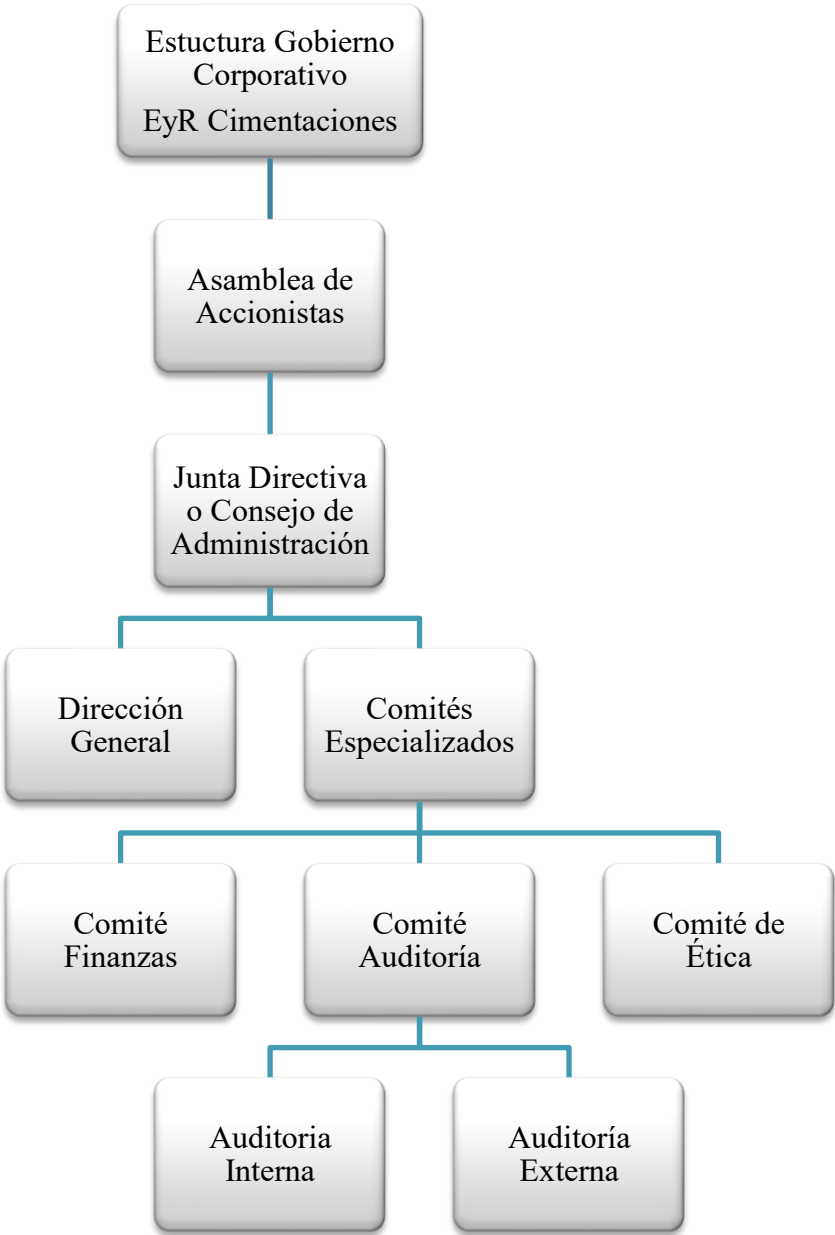 Estuctura Gobierno
Corporativo
EyR Cimentaciones
Asamblea de
Accionistas
Junta Directiva
o Consejo de
Administración
Dirección
General
Comités
Especializados
Comité
Finanzas
Comité
Auditoría
Comité de
Ética
Auditoria
Interna
Auditoría
Externa